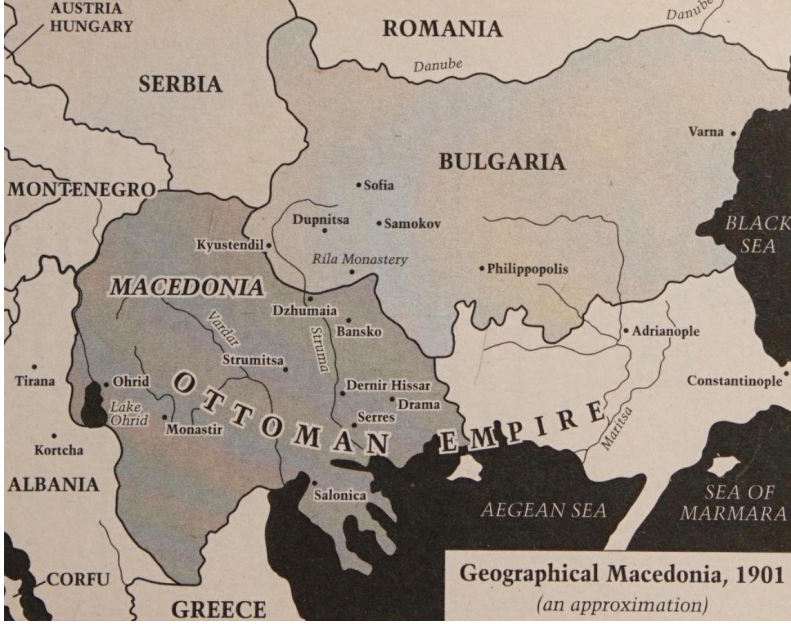 AUSTRIA
HUNGARY
ROMANIA
Danube
Danube
SERBIA
Varna
BULGARIA
Sofia
MONTENEGRO
Dupnitsa
Samokov
BLACK
SEA
Kyustendil
Rila Monastery
Philippopolis
MACEDONIA
Dzhumaia
Bansko
Vardar
Struma
Adrianople
Strumitsa
Tirana
Ohrid
Dernir Hissar
Constantinople
Drama
Lake
Ohrid
OTTOMAN EMPIRE
Serres
Monastir
Maritsa
Kortcha
ALBANIA
Salonica
AEGEAN SEA
SEA OF
MARMARA
CORFU
GREECE
Geographical Macedonia, 1901
(an approximation)